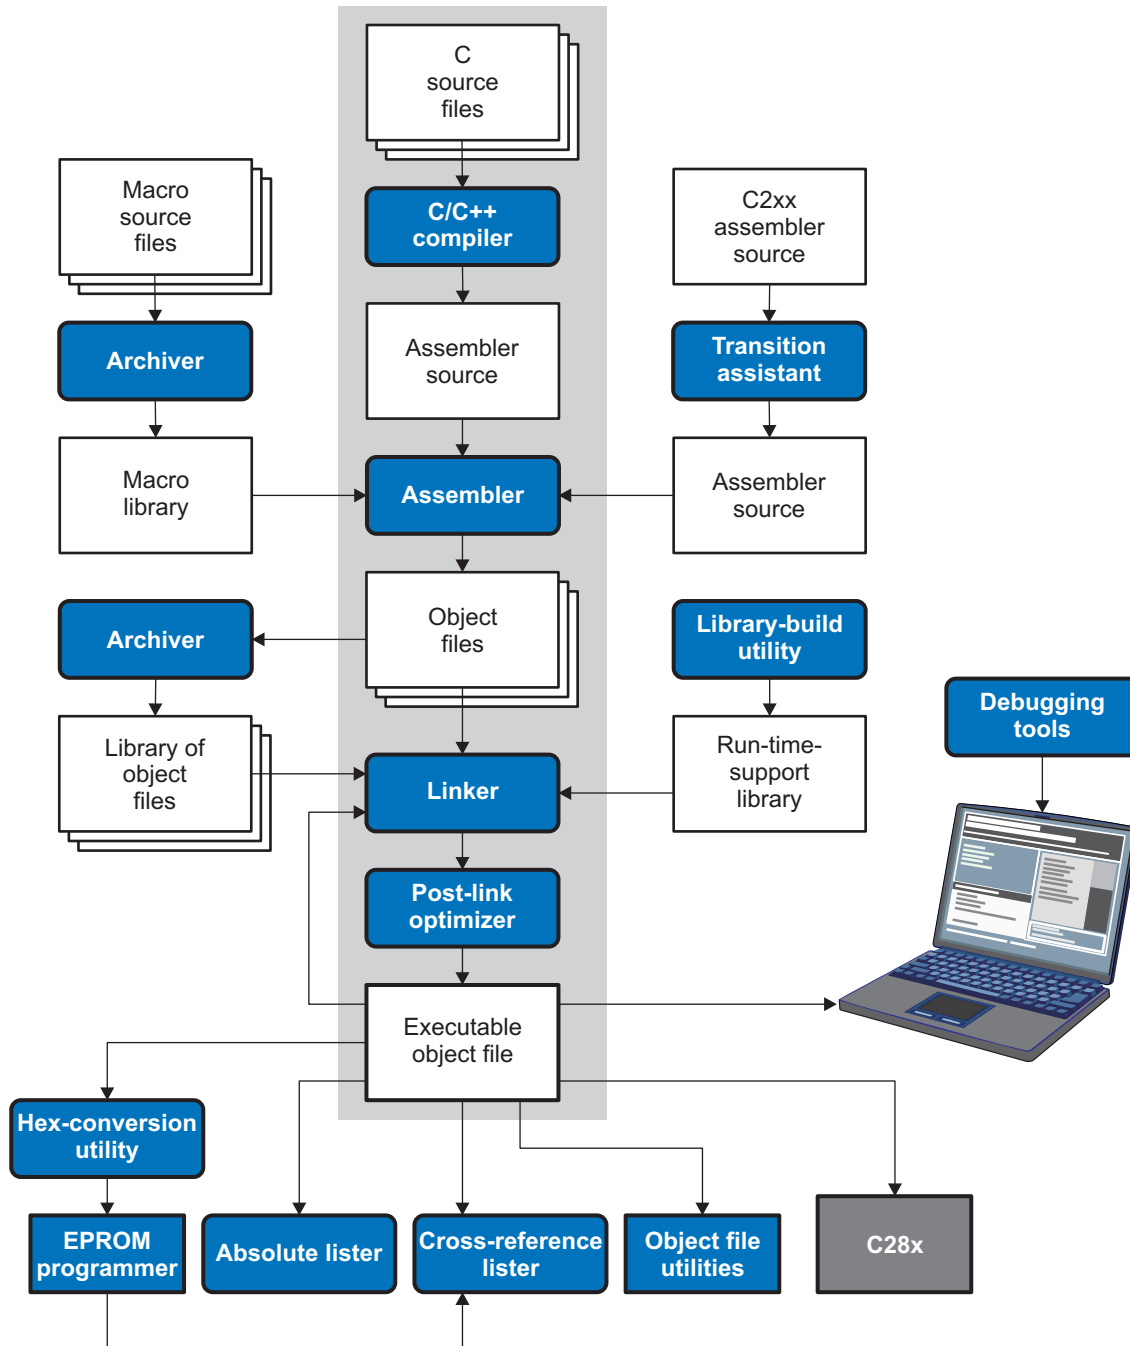 C
source
files
Macro
source
files
C/C++
compiler
C2xx
assembler
source
Archiver
Assembler
source
Transition
assistant
Macro
library
Assembler
Assembler
source
Archiver
Object
files
Library-build
utility
Debugging
tools
Library of
object
files
Linker
Run-time-
support
library
Post-link
optimizer
Executable
object file
Hex-conversion
utility
EPROM
programmer
Absolute lister
Cross-reference
lister
Object file
utilities
C28x